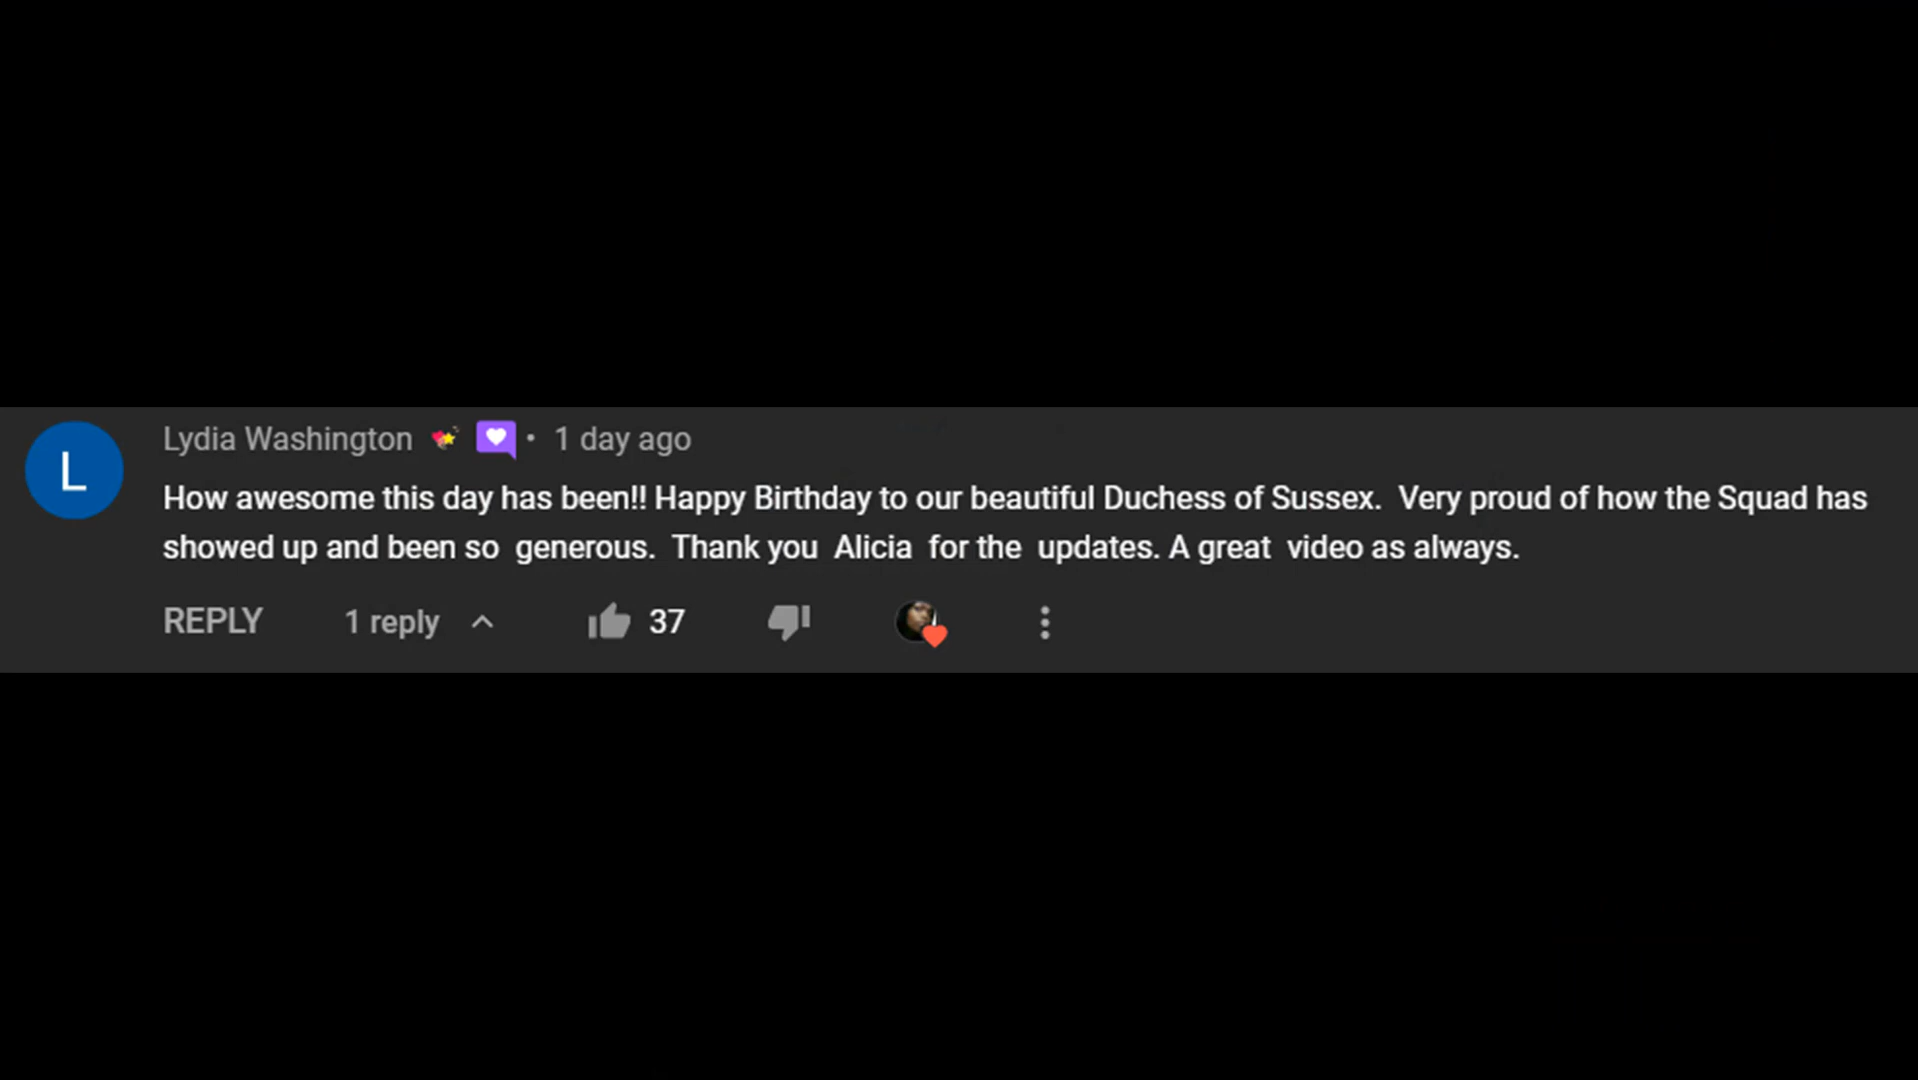 L
Lydia Washington • 1 day ago
How awesome this day has been!! Happy Birthday to our beautiful Duchess of Sussex.  Very proud of how the Squad has
showed up and been so  generous.  Thank you  Alicia  for the  updates. A great  video as always.
REPLY 1 reply 37